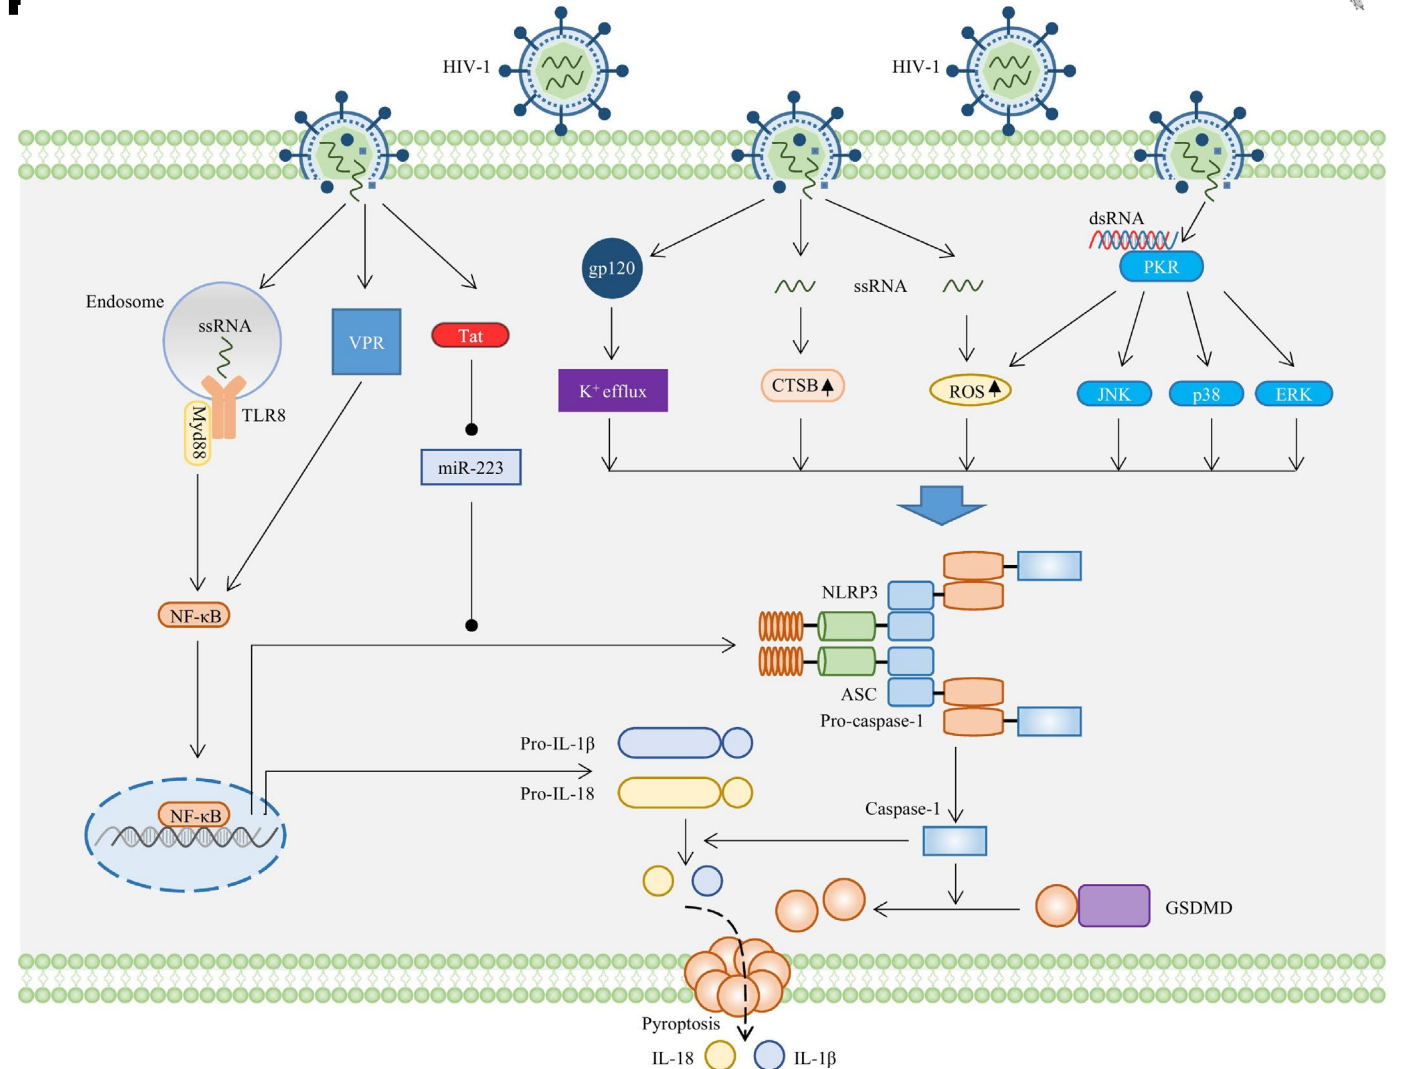 HIV-1
HIV-1
dsRNA
PKR
gp120
Endosome
ssRNA
ssRNA
VPR
Tat
TLR8
Myd88
K+ efflux
CTSB
ROS
JNK
p38
ERK
miR-223
NF-κB
NLRP3
ASC
Pro-caspase-1
Pro-IL-1β
Pro-IL-18
NF-κB
Caspase-1
GSDMD
Pyroptosis
IL-18
IL-1β